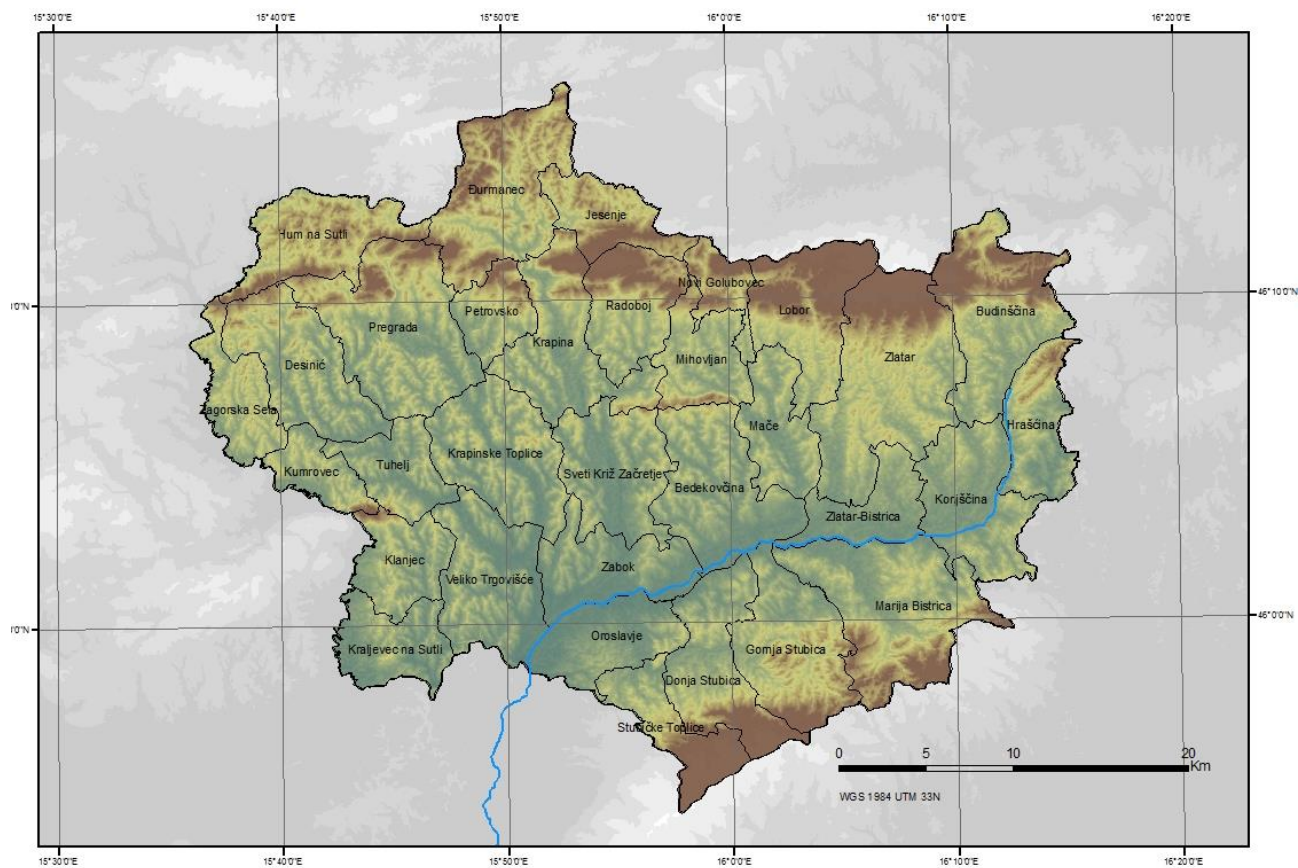 15°30'0"E 15°40'0"E 15°50'0"E 16°0'0"E 16°10'0"E 16°20'0"E
Đurmanec
Jesenje
Hum na Sutli
Novi Golubovec
46°10'0"N
Petrovsko
Radoboj
Lobor
Budinščina
Pregrada
Krapina
Mihovljan
Zlatar
Desinić
Zagorska Sela
Mače
Hrašćina
Krapinske Toplice
Tuhelj
Kumrovec
Sveti Križ Začretje
Bedekovčina
Konjščina
Zlatar-Bistrica
Klanjec
Veliko Trgovišće
Zabok
Marija Bistrica
46°0'0"N
Oroslavje
Kraljevec na Sutli
Gornja Stubica
Donja Stubica
Stubičke Toplice
0 5 10 20
Km
WGS 1984 UTM 33N
15°30'0"E 15°40'0"E 15°50'0"E 16°0'0"E 16°10'0"E 16°20'0"E